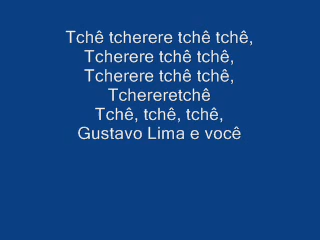 Tchê tcherere tchê tchê,
Tcherere tchê tchê,
Tcherere tchê tchê,
Tchereretchê
Tchê, tchê, tchê,
Gustavo Lima e você